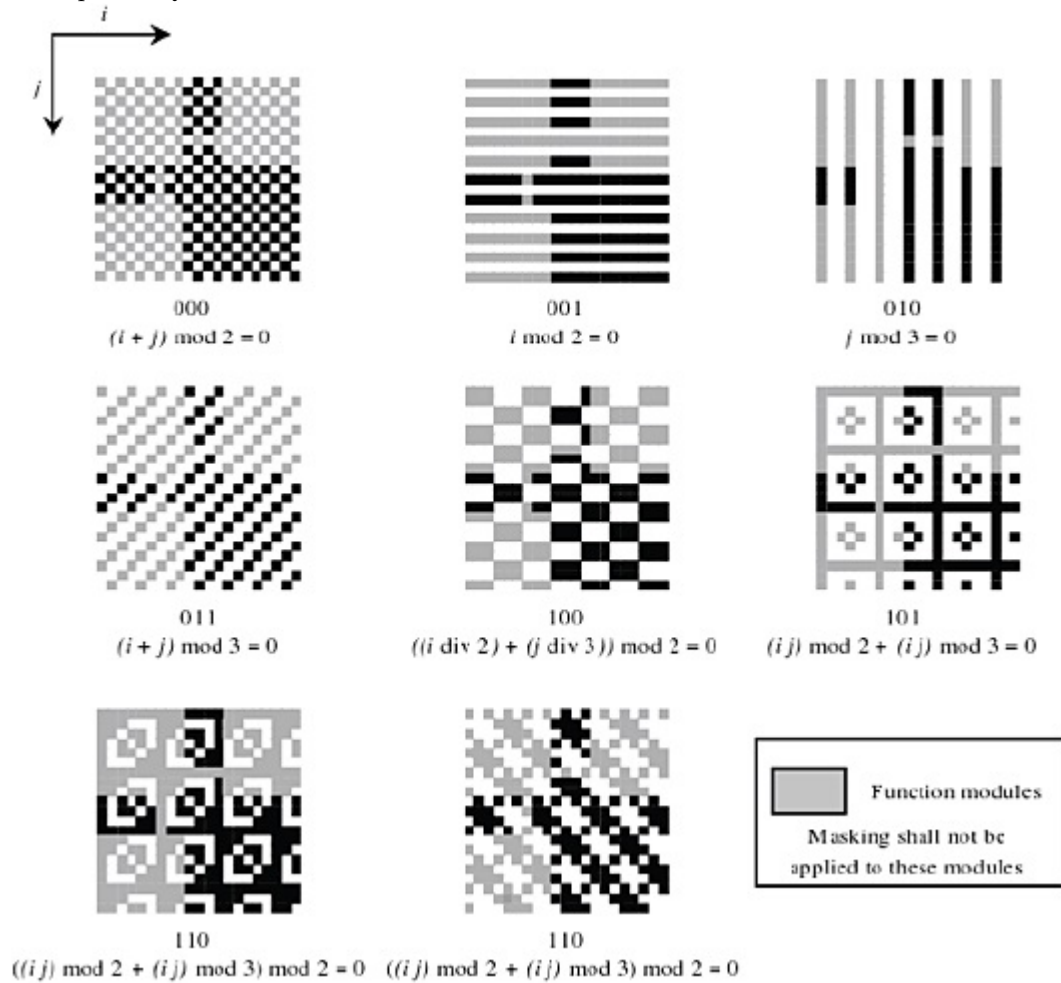 i
j
000
(i + j) mod 2 = 0
001
i mod 2 = 0
010
j mod 3 = 0
011
(i + j) mod 3 = 0
100
((i div 2) + (j div 3)) mod 2 = 0
101
(i j) mod 2 + (i j) mod 3 = 0
110
((i j) mod 2 + (i j) mod 3) mod 2 = 0
110
((i j) mod 2 + (i j) mod 3) mod 2 = 0
Function modules
Masking shall not be
applied to these modules